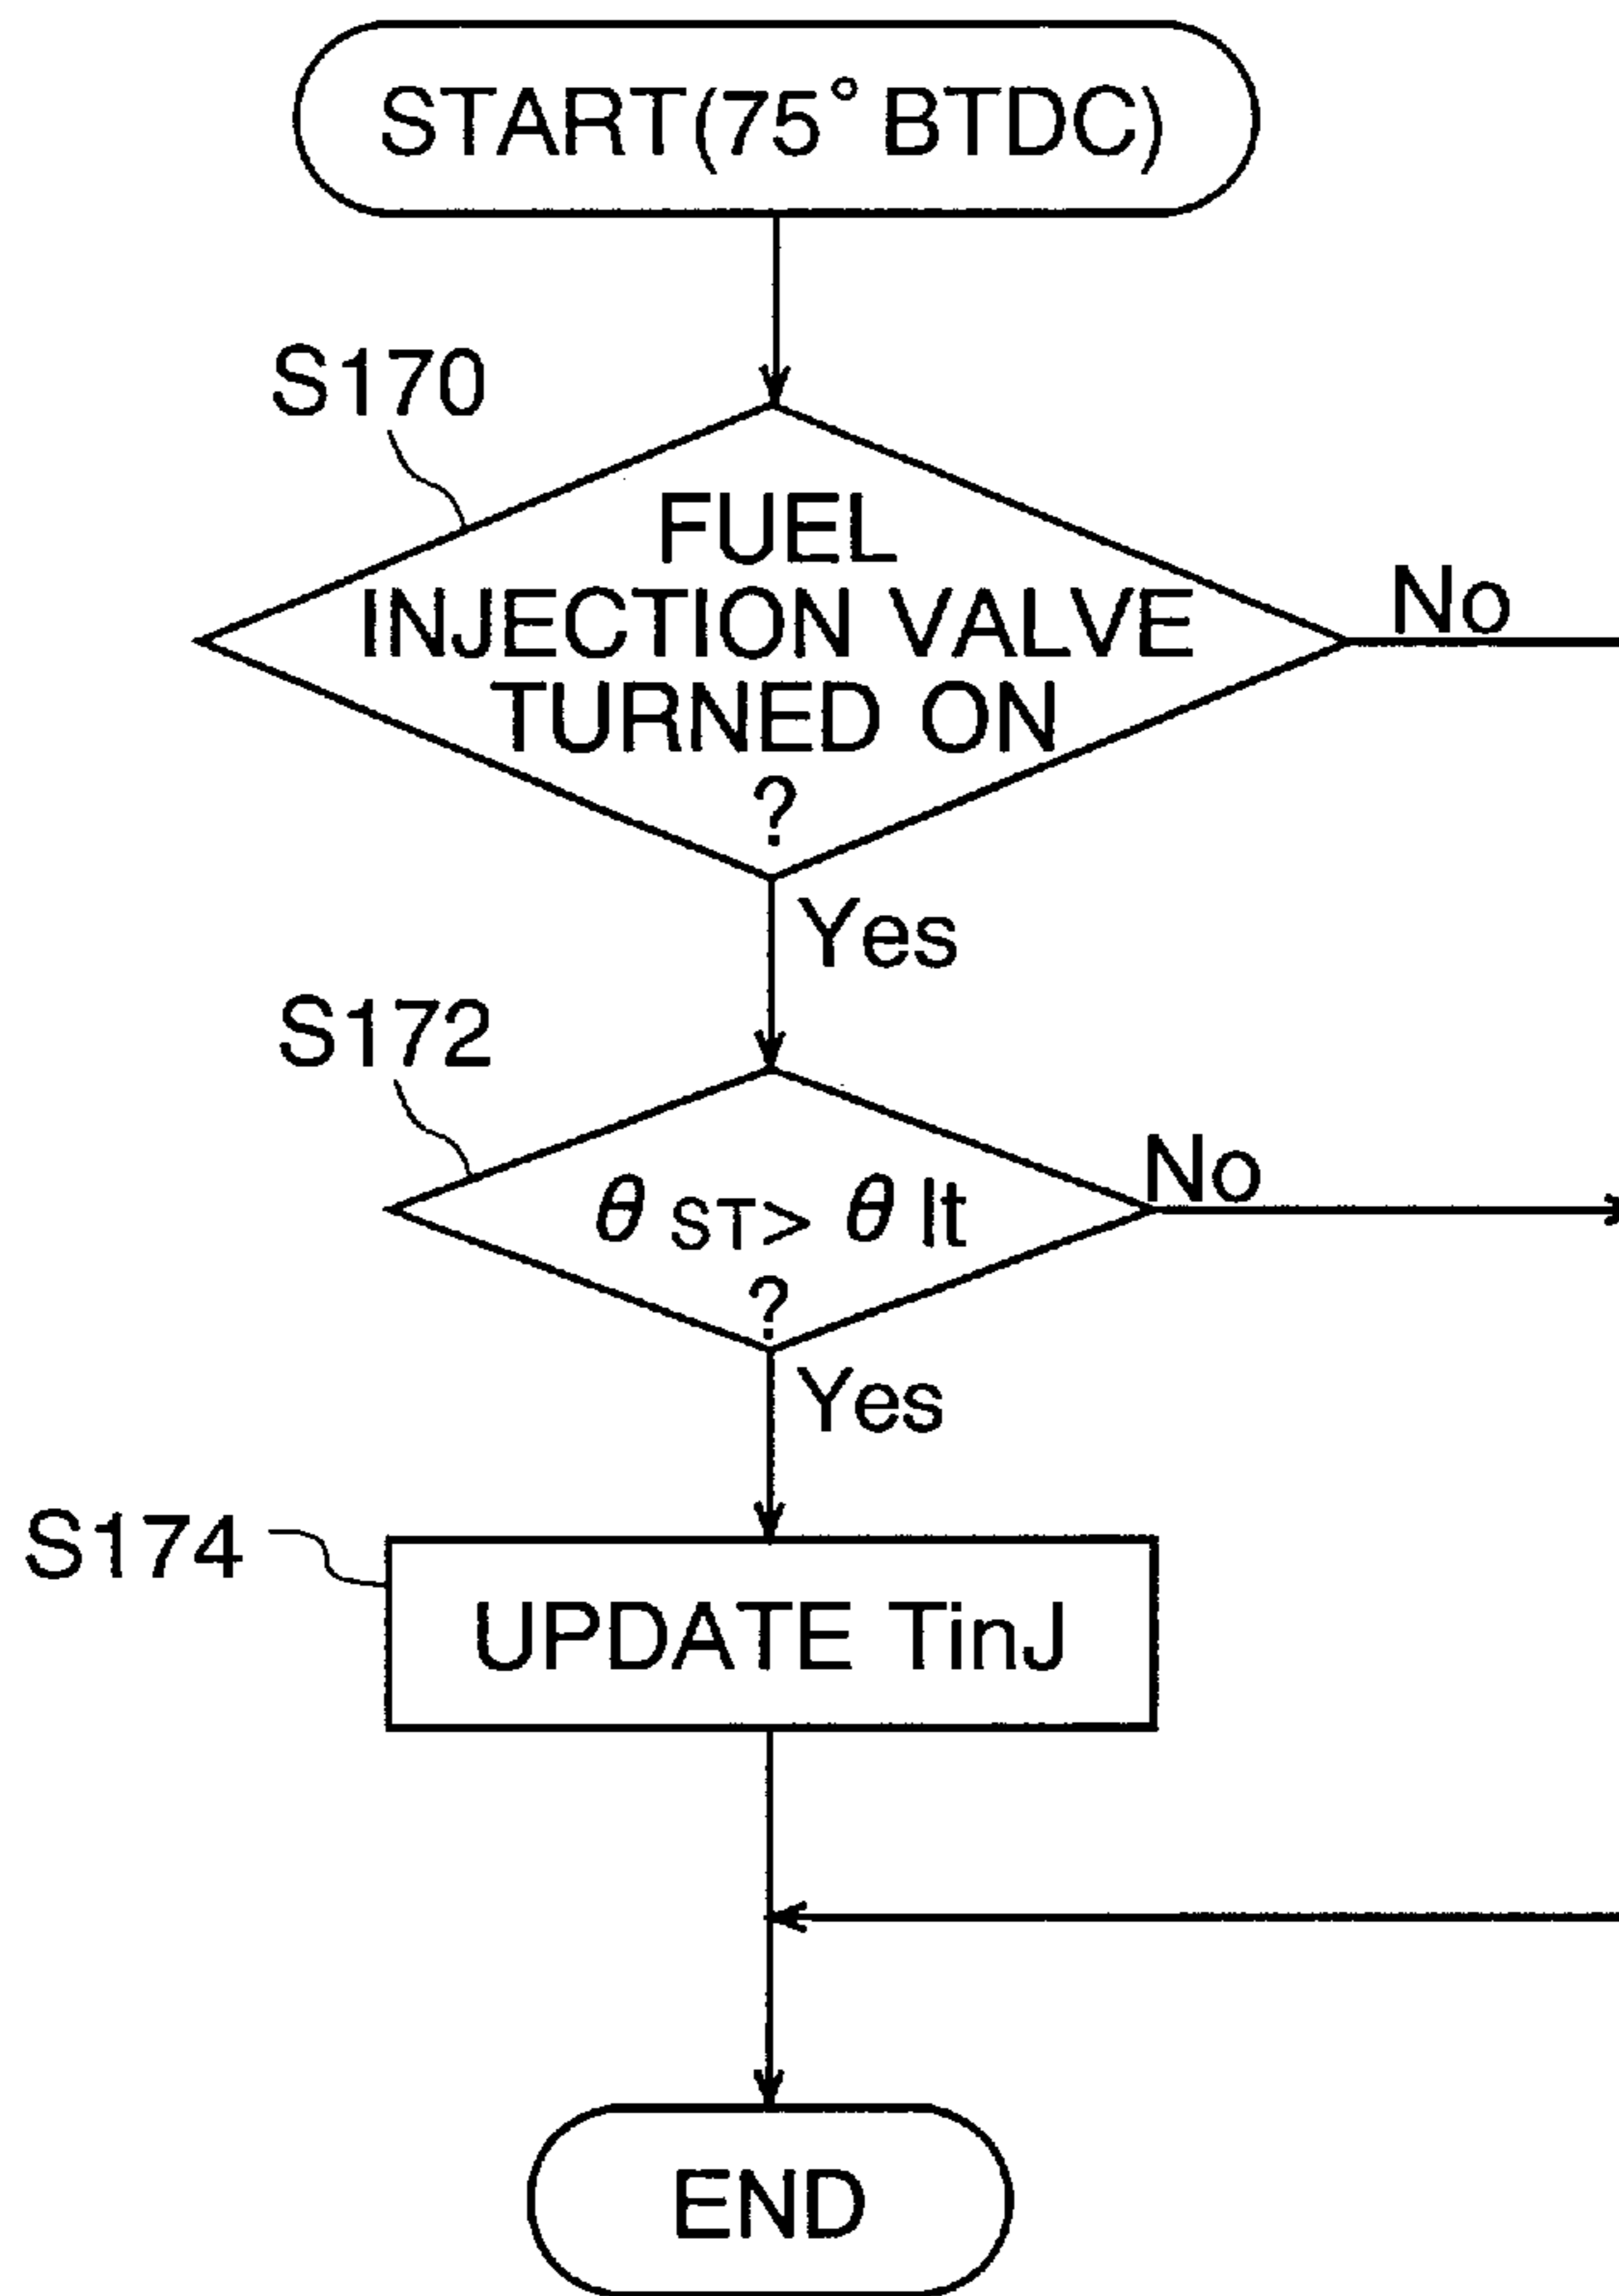 START(75° BTDC)
S170
FUEL
INJECTION VALVE
TURNED ON
?
No
Yes
S172
θ ST> θ lt
?
No
Yes
S174
UPDATE TinJ
END